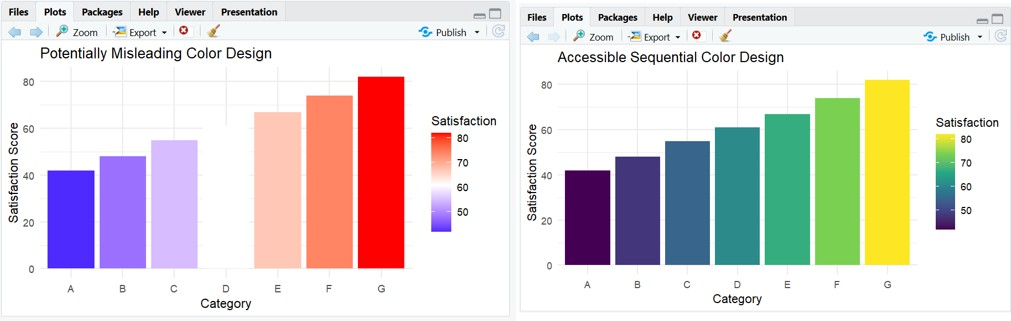 Files Plots Packages Help Viewer Presentation
Zoom Export Publish
Potentially Misleading Color Design
80
60
40
20
0
Satisfaction Score
A B C D E F G
Category
Satisfaction
80
70
60
50
Files Plots Packages Help Viewer Presentation
Zoom Export Publish
Accessible Sequential Color Design
80
60
40
20
0
Satisfaction Score
A B C D E F G
Category
Satisfaction
80
70
60
50